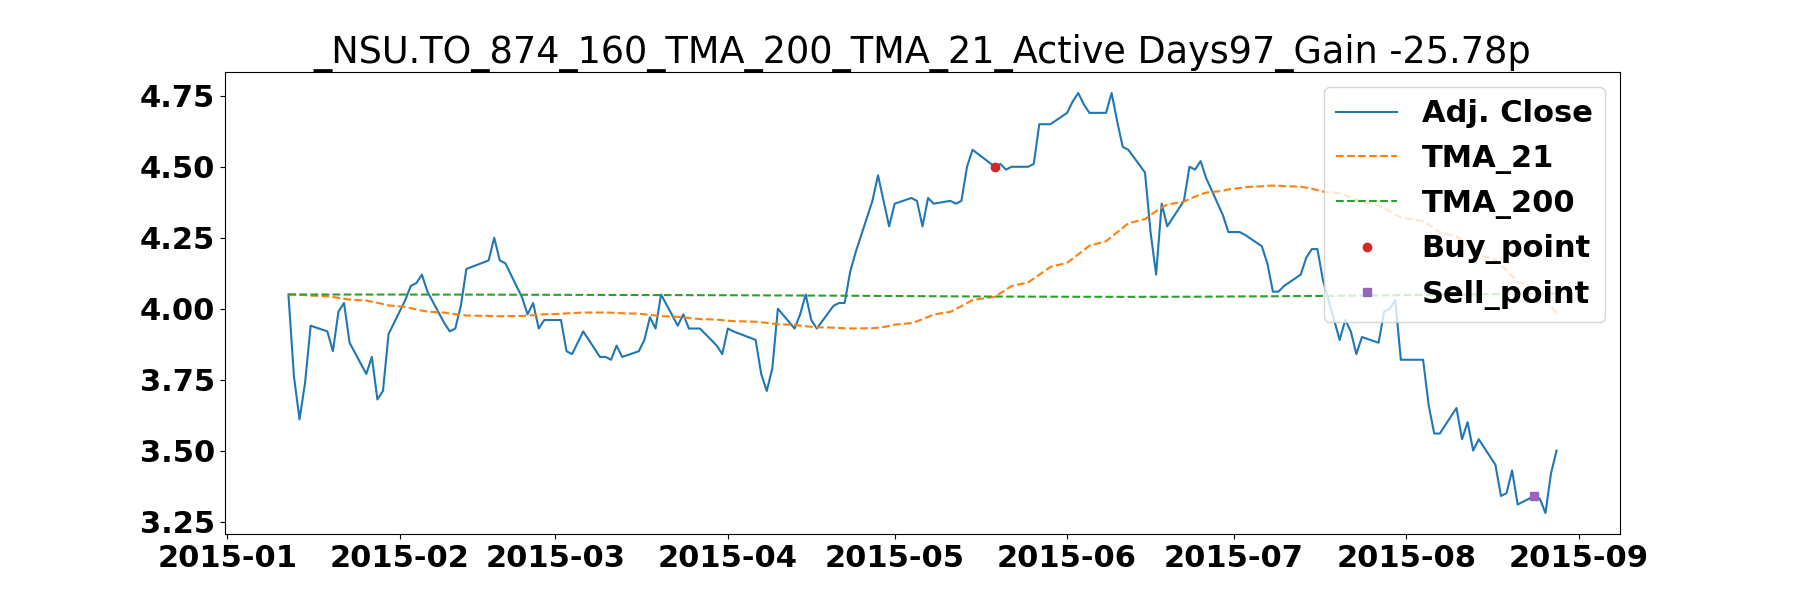 _NSU.TO_874_160_TMA_200_TMA_21_Active Days97_Gain -25.78p
4.75
4.50
4.25
4.00
3.75
3.50
3.25
Adj. Close
TMA_21
TMA_200
Buy_point
Sell_point
2015-01 2015-02 2015-03 2015-04 2015-05 2015-06 2015-07 2015-08 2015-09